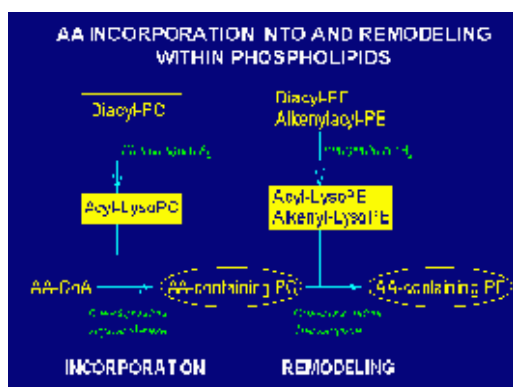 AA INCORPORATION INTO AND REMODELING
WITHIN PHOSPHOLIPIDS
Diacyl-PC
Diacyl-PE
Alkenylacyl-PE
Acyl-LysoPC
Acyl-LysoPE
Alkenyl-LysoPE
AA-CoA
AA-containing PC
AA-containing PE
INCORPORATION
REMODELING